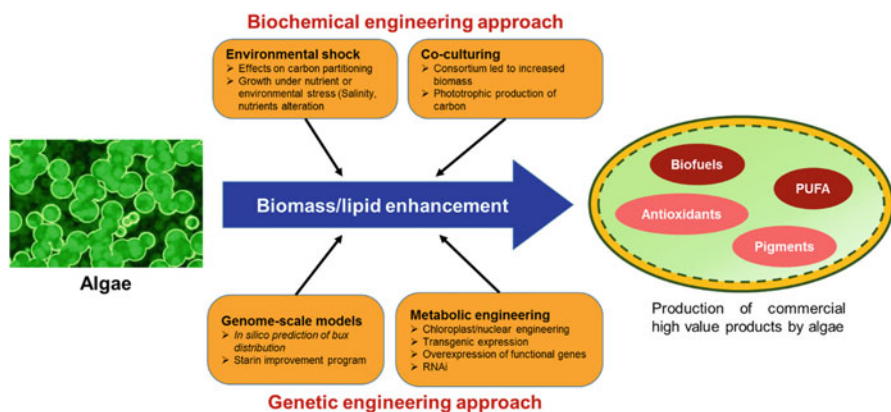 Biochemical engineering approach
Environmental shock
➤ Effects on carbon partitioning
➤ Growth under nutrient or
environmental stress (Salinity,
nutrients alteration
Co-culturing
➤ Consortium led to increased
biomass
➤ Phototrophic production of
carbon
Algae
Biomass/lipid enhancement
Biofuels
PUFA
Antioxidants
Pigments
Production of commercial
high value products by algae
Genome-scale models
➤ In silico prediction of bux
distribution
➤ Starin improvement program
Metabolic engineering
➤ Chloroplast/nuclear engineering
➤ Transgenic expression
➤ Overexpression of functional genes
➤ RNAi
Genetic engineering approach